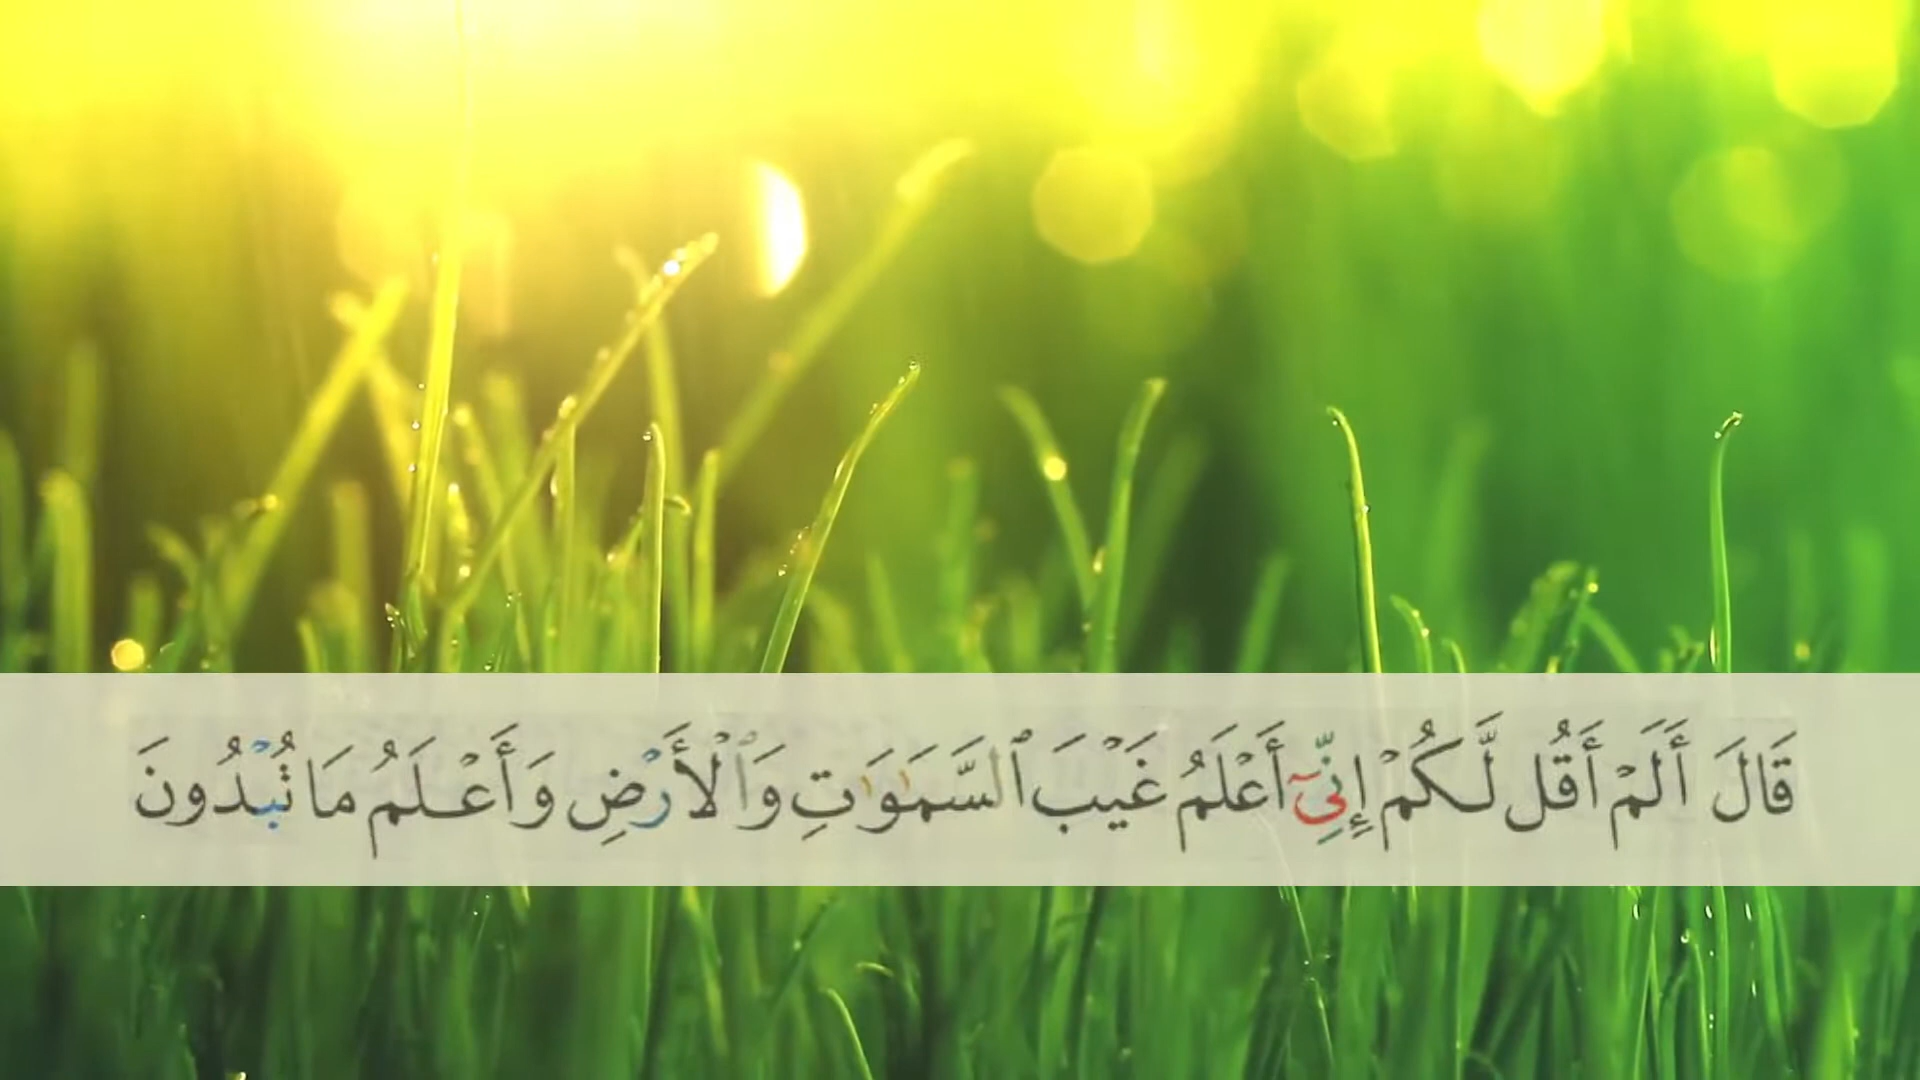 قَالَ أَلَمْ أَقُل لَّكُمْ إِنِّىٓ أَعْلَمُ غَيْبَ ٱلسَّمَٰوَٰتِ وَٱلْأَرْضِ وَأَعْلَمُ مَا تُبْدُونَ